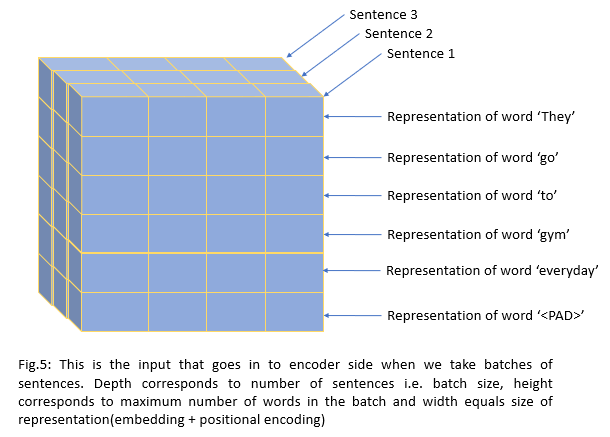 Sentence 3
Sentence 2
Sentence 1
Representation of word ‘They’
Representation of word ‘go’
Representation of word ‘to’
Representation of word ‘gym’
Representation of word ‘everyday’
Representation of word ‘<PAD>’
Fig.5: This is the input that goes in to encoder side when we take batches of
sentences. Depth corresponds to number of sentences i.e. batch size, height
corresponds to maximum number of words in the batch and width equals size of
representation(embedding + positional encoding)